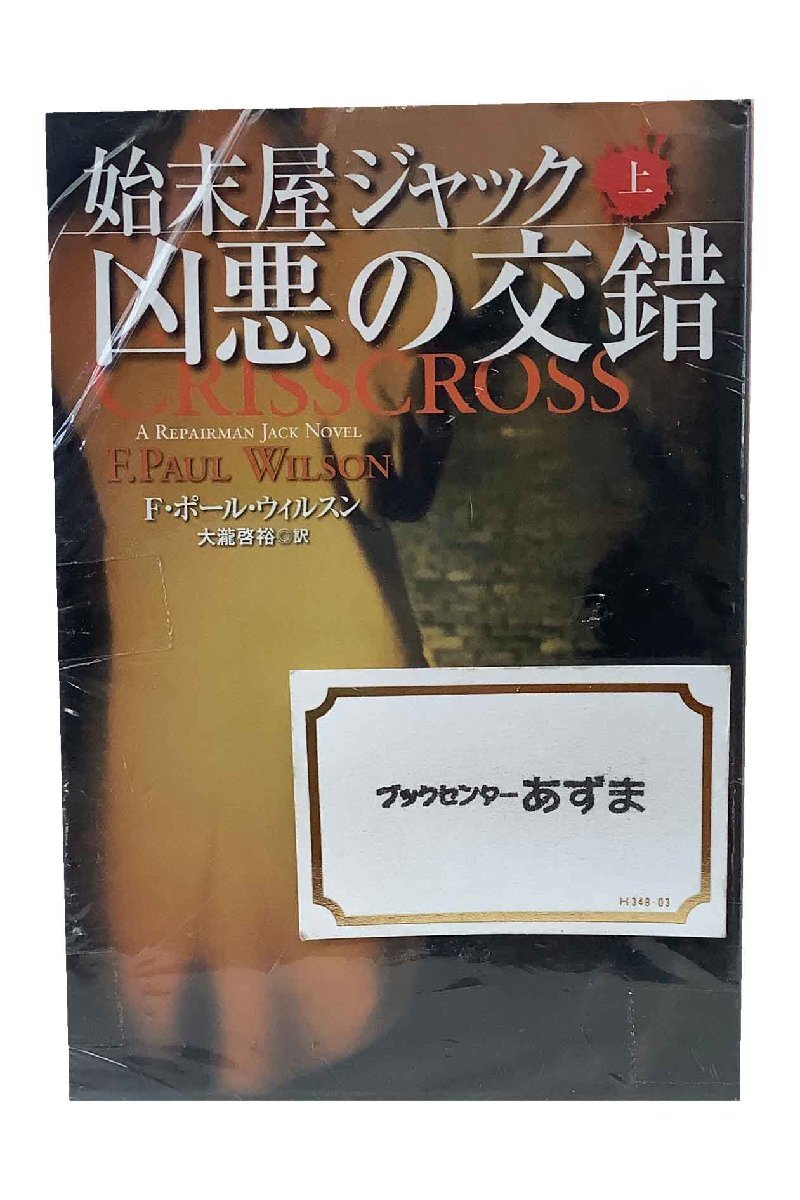 始末屋ジャック 上
凶悪の交錯
CRISSCROSS
A REPAIRMAN JACK NOVEL
F. PAUL WILSON
F・ポール・ウィルスン
大瀧啓裕◎訳
ブックセンターあずま
H348-03